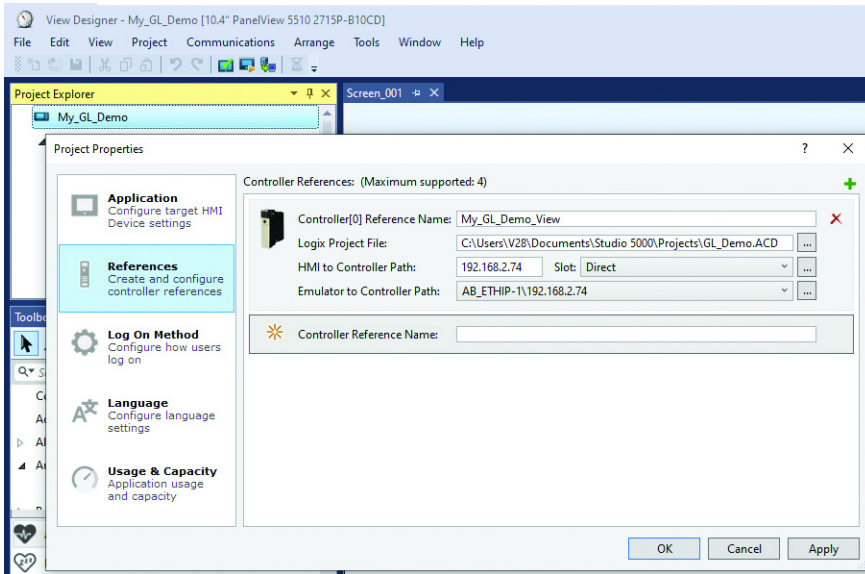 View Designer - My_GL_Demo [10.4" PanelView 5510 2715P-B10CD]
File Edit View Project Communications Arrange Tools Window Help
Project Explorer
Screen_001
My_GL_Demo
Project Properties
Application
Configure target HMI
Device settings
References
Create and configure
controller references
Log On Method
Configure how users
log on
Language
Configure language
settings
Usage & Capacity
Application usage
and capacity
Controller References: (Maximum supported: 4)
Controller[0] Reference Name: My_GL_Demo_View
Logix Project File: C:\Users\V28\Documents\Studio 5000\Projects\GL_Demo.ACD ...
HMI to Controller Path: 192.168.2.74 Slot: Direct ...
Emulator to Controller Path: AB_ETHIP-1\192.168.2.74 ...
Controller Reference Name:
OK Cancel Apply